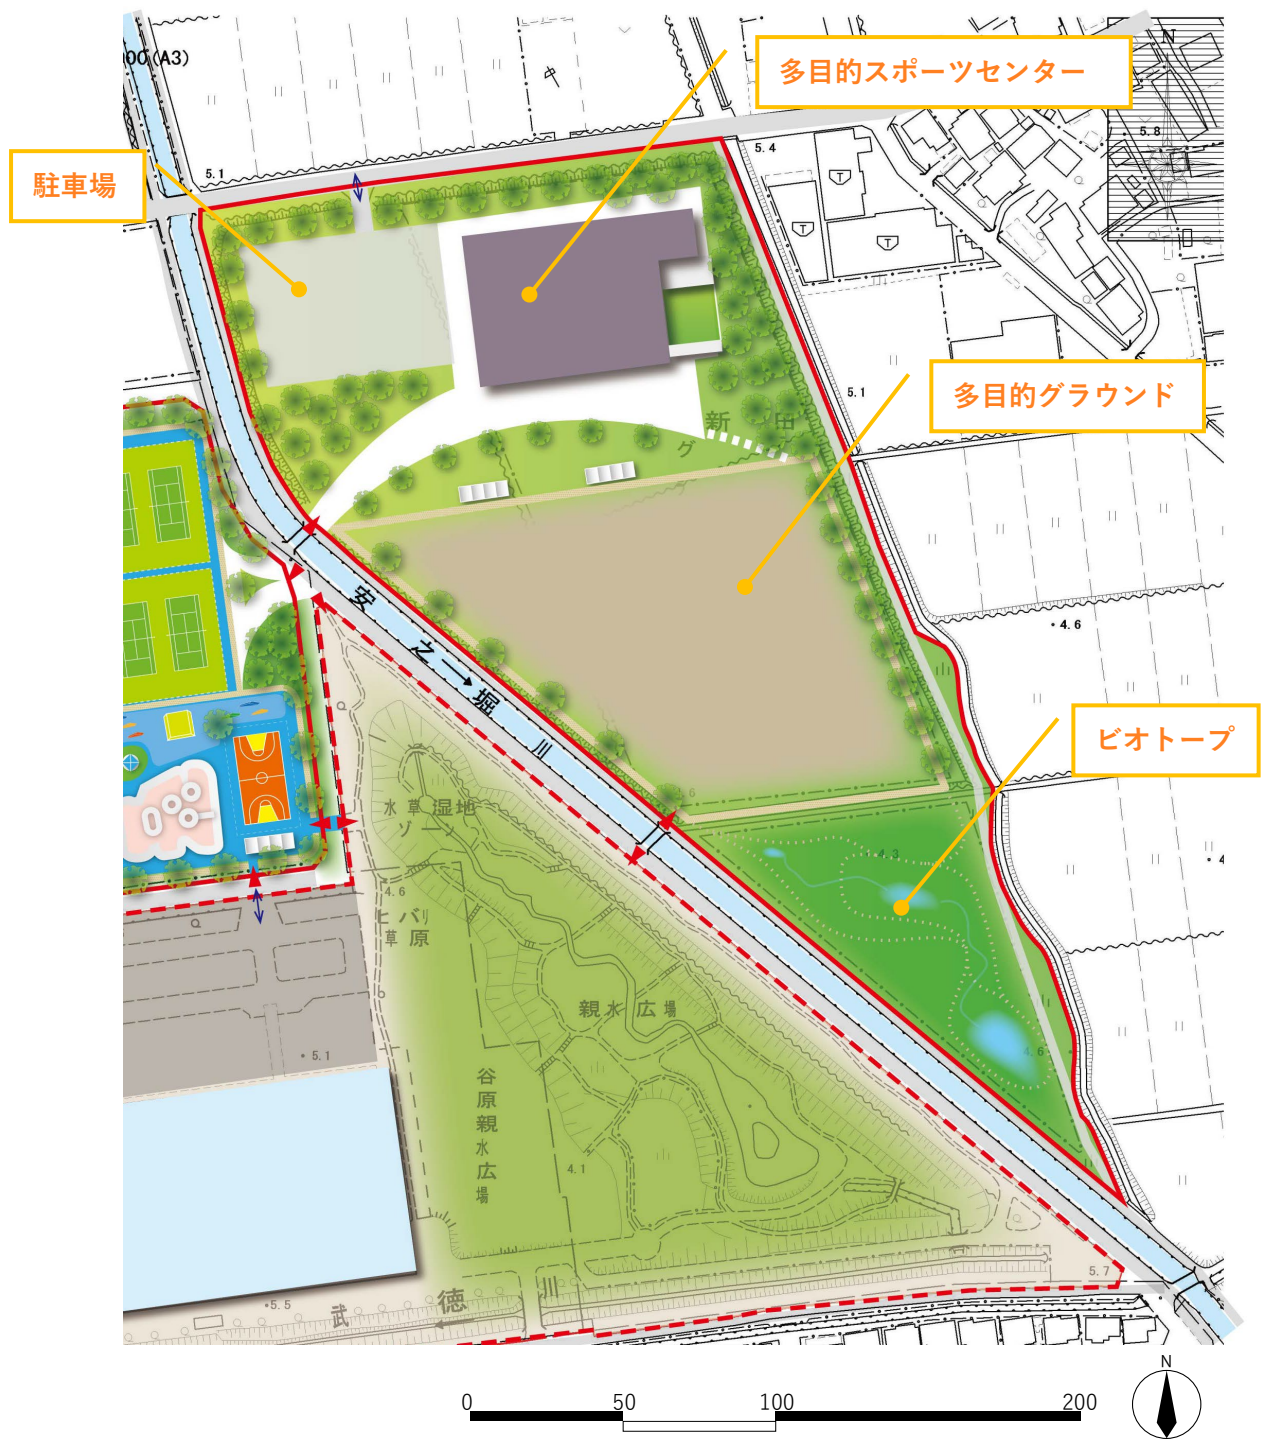 00(A3)
N
多目的スポーツセンター
5.8
5.4
5.1
駐車場
T
T
T
多目的グラウンド
5.1
新田
グ
安之堀川
4.6
ビオトープ
水草湿地
ゾーン
4.3
4.6
ヒバリ
草原
親水広場
5.1
4.6
谷原親水広場
4.1
5.7
5.5
武徳川
N
0 50 100 200